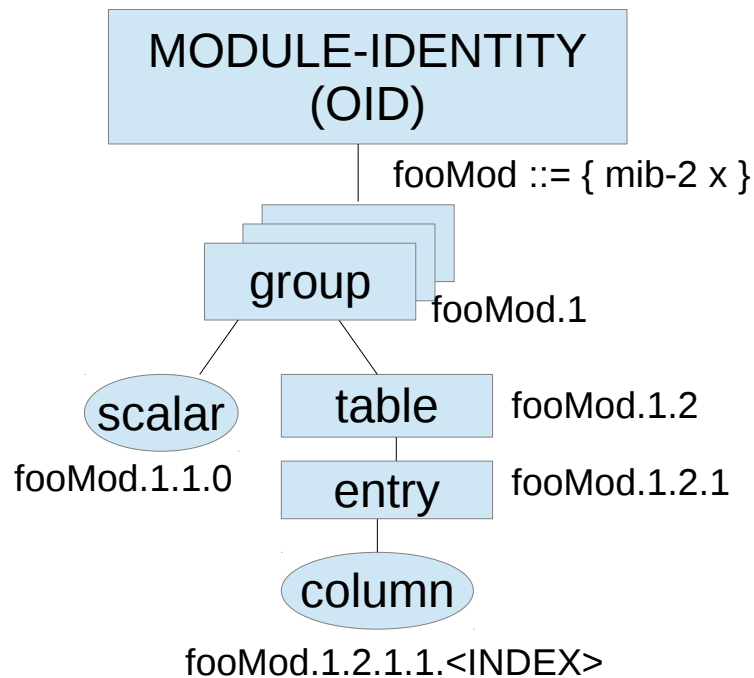 MODULE-IDENTITY
(OID)
fooMod ::= { mib-2 x }
group
fooMod.1
scalar
table
fooMod.1.2
fooMod.1.1.0
entry
fooMod.1.2.1
column
fooMod.1.2.1.1.<INDEX>